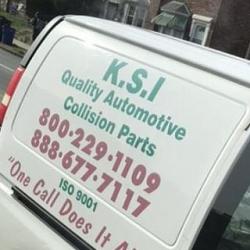 K.S.I
Quality Automotive
Collision Parts
800·229·1109
888·677·7117
ISO 9001
"One Call Does It